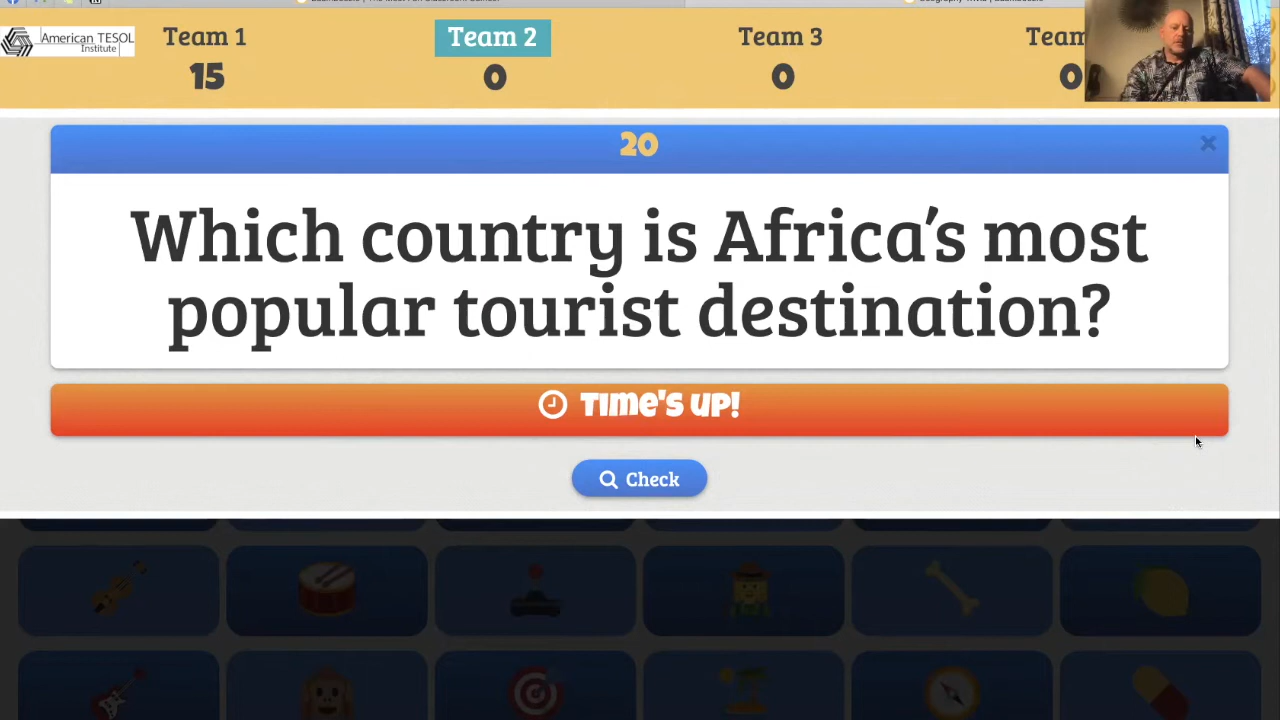 American TESOL
Institute
Team 1
15
Team 2
0
Team 3
0
Team
0
20
Which country is Africa's most
popular tourist destination?
Time's up!
Check